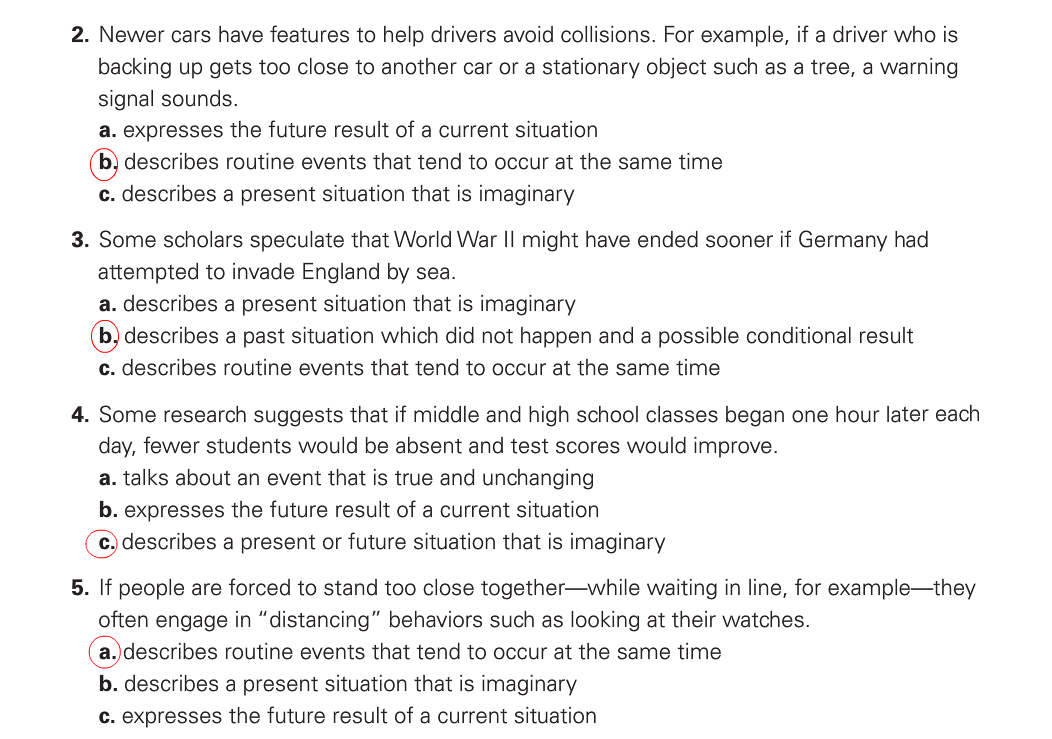 2. Newer cars have features to help drivers avoid collisions. For example, if a driver who is
backing up gets too close to another car or a stationary object such as a tree, a warning
signal sounds.
a. expresses the future result of a current situation
b. describes routine events that tend to occur at the same time
c. describes a present situation that is imaginary
3. Some scholars speculate that World War II might have ended sooner if Germany had
attempted to invade England by sea.
a. describes a present situation that is imaginary
b. describes a past situation which did not happen and a possible conditional result
c. describes routine events that tend to occur at the same time
4. Some research suggests that if middle and high school classes began one hour later each
day, fewer students would be absent and test scores would improve.
a. talks about an event that is true and unchanging
b. expresses the future result of a current situation
c. describes a present or future situation that is imaginary
5. If people are forced to stand too close together—while waiting in line, for example—they
often engage in “distancing” behaviors such as looking at their watches.
a. describes routine events that tend to occur at the same time
b. describes a present situation that is imaginary
c. expresses the future result of a current situation